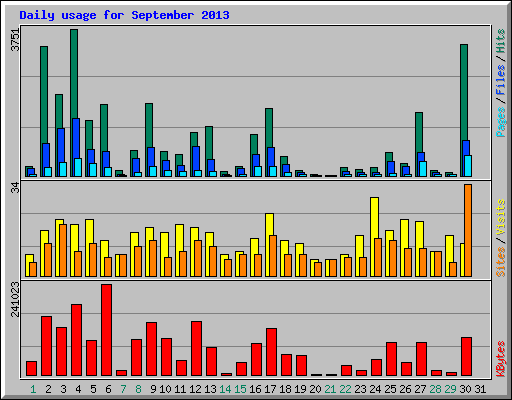 Daily usage for September 2013
3751
Pages / Files / Hits
34
Sites / Visits
241023
KBytes
1 2 3 4 5 6 7 8 9 10 11 12 13 14 15 16 17 18 19 20 21 22 23 24 25 26 27 28 29 30 31